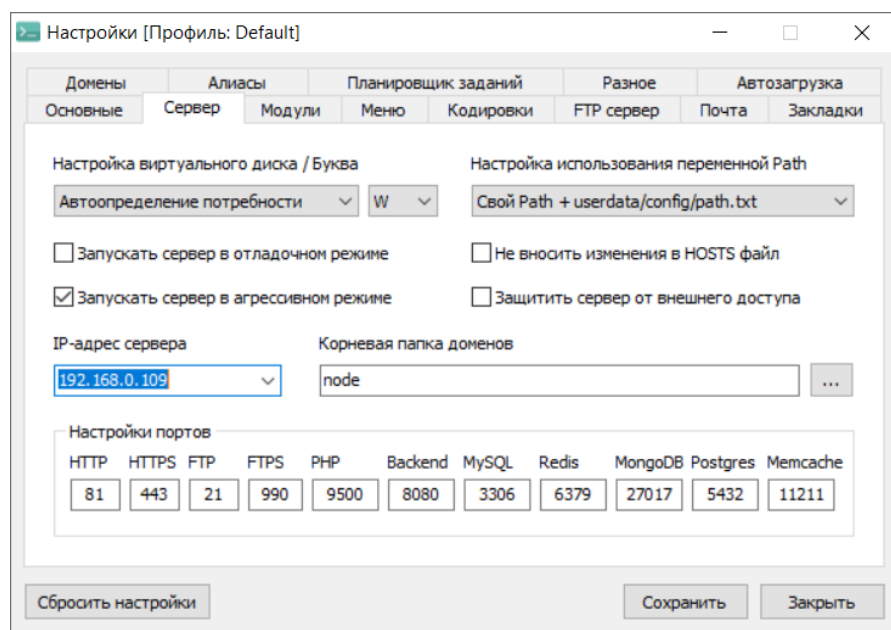 Настройки [Профиль: Default]
Домены Алиасы Планировщик заданий Разное Автозагрузка
Основные Сервер Модули Меню Кодировки FTP сервер Почта Закладки
Настройка виртуального диска / Буква Настройка использования переменной Path
Автоопределение потребности W Свой Path + userdata/config/path.txt
Запускать сервер в отладочном режиме Не вносить изменения в HOSTS файл
Запускать сервер в агрессивном режиме Защитить сервер от внешнего доступа
IP-адрес сервера Корневая папка доменов
192.168.0.109 node ...
Настройки портов
HTTP HTTPS FTP FTPS PHP Backend MySQL Redis MongoDB Postgres Memcache
81 443 21 990 9500 8080 3306 6379 27017 5432 11211
Сбросить настройки Сохранить Закрыть